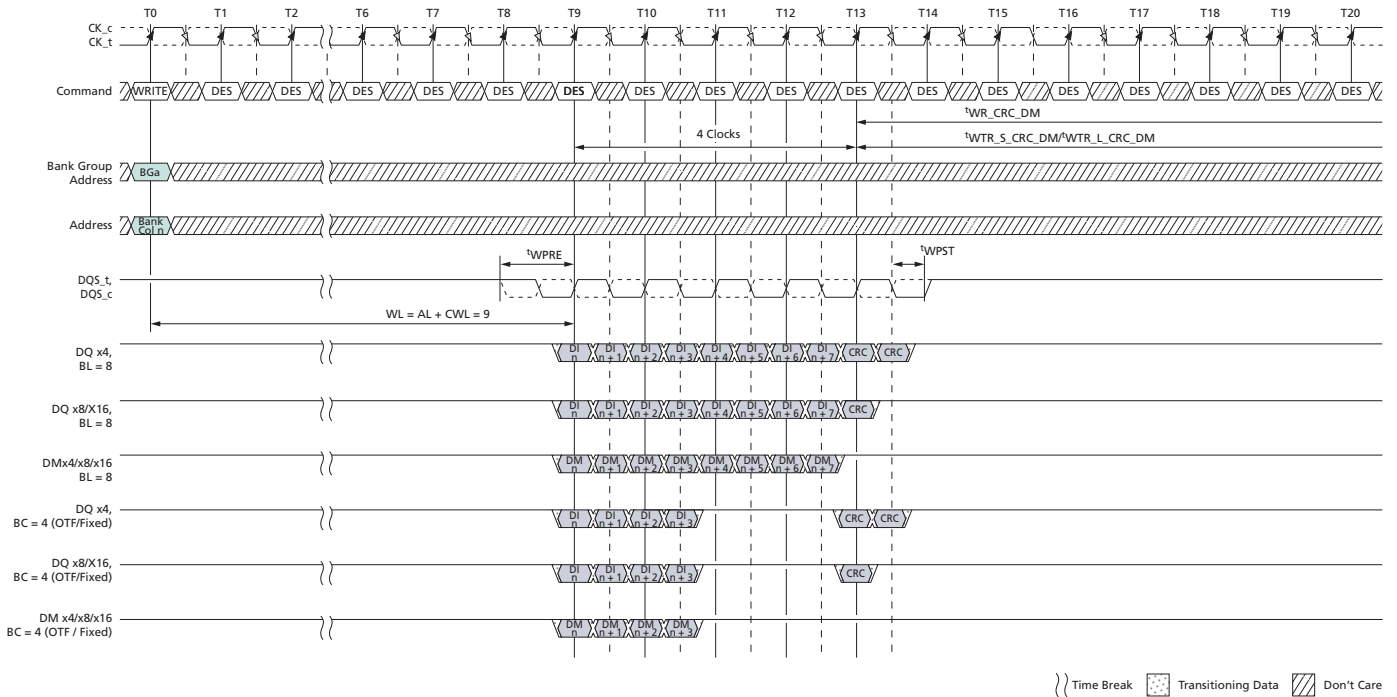 T0 T1 T2 T6 T7 T8 T9 T10 T11 T12 T13 T14 T15 T16 T17 T18 T19 T20
CK_c
CK_t
Command WRITE DES DES DES DES DES DES DES DES DES DES DES DES DES DES DES DES DES
tWR_CRC_DM
4 Clocks tWTR_S_CRC_DM/tWTR_L_CRC_DM
Bank Group
Address
BGa
Address
Bank
Col n
tWPRE tWPST
DQS_t,
DQS_c
WL = AL + CWL = 9
DQ x4,
BL = 8
DI n DI n + 1 DI n + 2 DI n + 3 DI n + 4 DI n + 5 DI n + 6 DI n + 7 CRC CRC
DQ x8/X16,
BL = 8
DI n DI n + 1 DI n + 2 DI n + 3 DI n + 4 DI n + 5 DI n + 6 DI n + 7 CRC
DMx4/x8/x16
BL = 8
DM n DM n + 1 DM n + 2 DM n + 3 DM n + 4 DM n + 5 DM n + 6 DM n + 7
DQ x4,
BC = 4 (OTF/Fixed)
DI n DI n + 1 DI n + 2 DI n + 3 CRC CRC
DQ x8/X16,
BC = 4 (OTF/Fixed)
DI n DI n + 1 DI n + 2 DI n + 3 CRC
DM x4/x8/x16
BC = 4 (OTF / Fixed)
DM n DM n + 1 DM n + 2 DM n + 3
Time Break Transitioning Data Don't Care